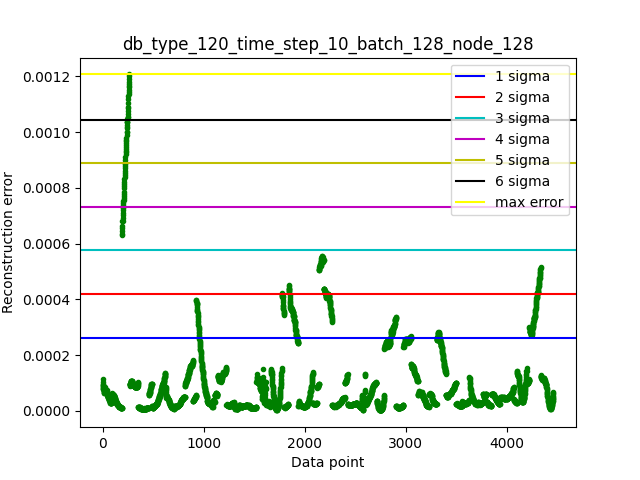 db_type_120_time_step_10_batch_128_node_128
Reconstruction error
0.0012
0.0010
0.0008
0.0006
0.0004
0.0002
0.0000
1 sigma
2 sigma
3 sigma
4 sigma
5 sigma
6 sigma
max error
0 1000 2000 3000 4000
Data point